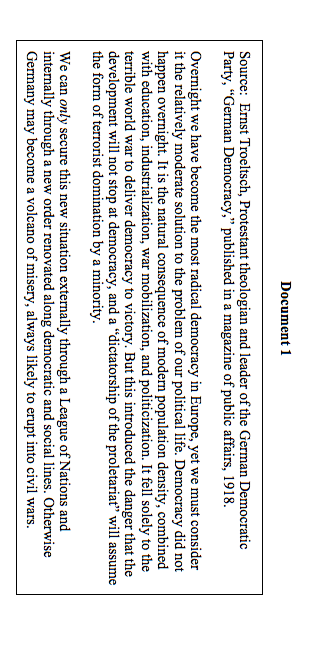 Document 1
Source:  Ernst Troeltsch, Protestant theologian and leader of the German Democratic
Party, “German Democracy,” published in a magazine of public affairs, 1918.
Overnight we have become the most radical democracy in Europe, yet we must consider
it the relatively moderate solution to the problem of our political life. Democracy did not
happen overnight. It is the natural consequence of modern population density, combined
with education, industrialization, war mobilization, and politicization. It fell solely to the
terrible world war to deliver democracy to victory. But this introduced the danger that the
development will not stop at democracy, and a “dictatorship of the proletariat” will assume
the form of terrorist domination by a minority.
We can only secure this new situation externally through a League of Nations and
internally through a new order renovated along democratic and social lines. Otherwise
Germany may become a volcano of misery, always likely to erupt into civil wars.